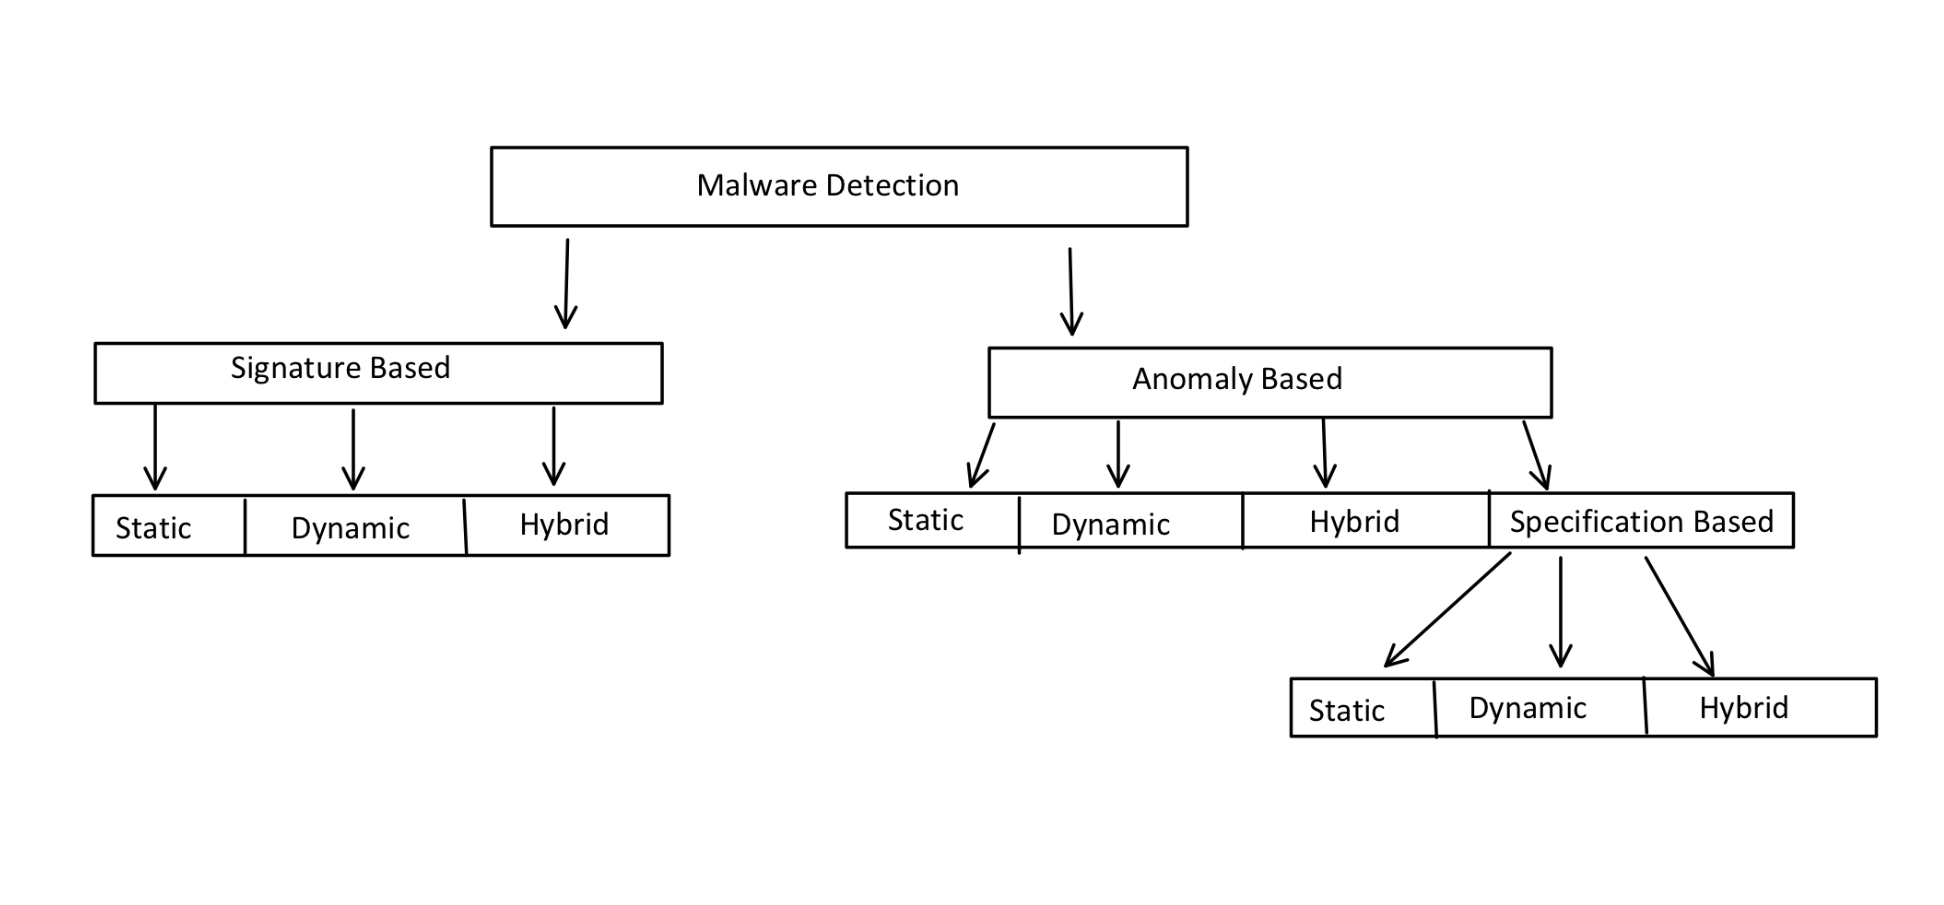 Malware Detection
Signature Based
Anomaly Based
Static Dynamic Hybrid
Static Dynamic Hybrid Specification Based
Static Dynamic Hybrid